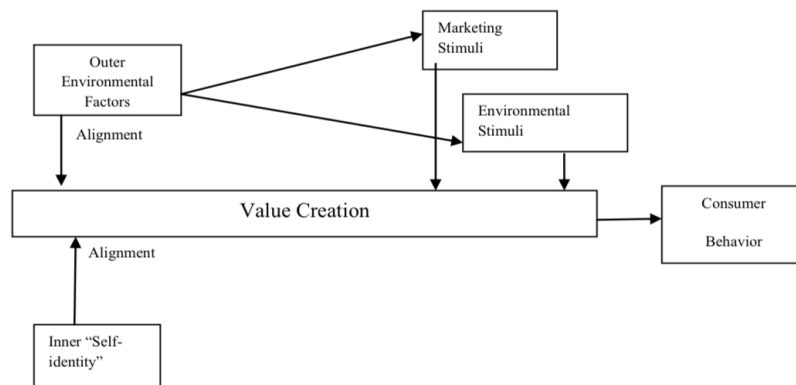 Marketing
Stimuli
Outer
Environmental
Factors
Environmental
Stimuli
Alignment
Value Creation
Consumer
Behavior
Alignment
Inner “Self-
identity”